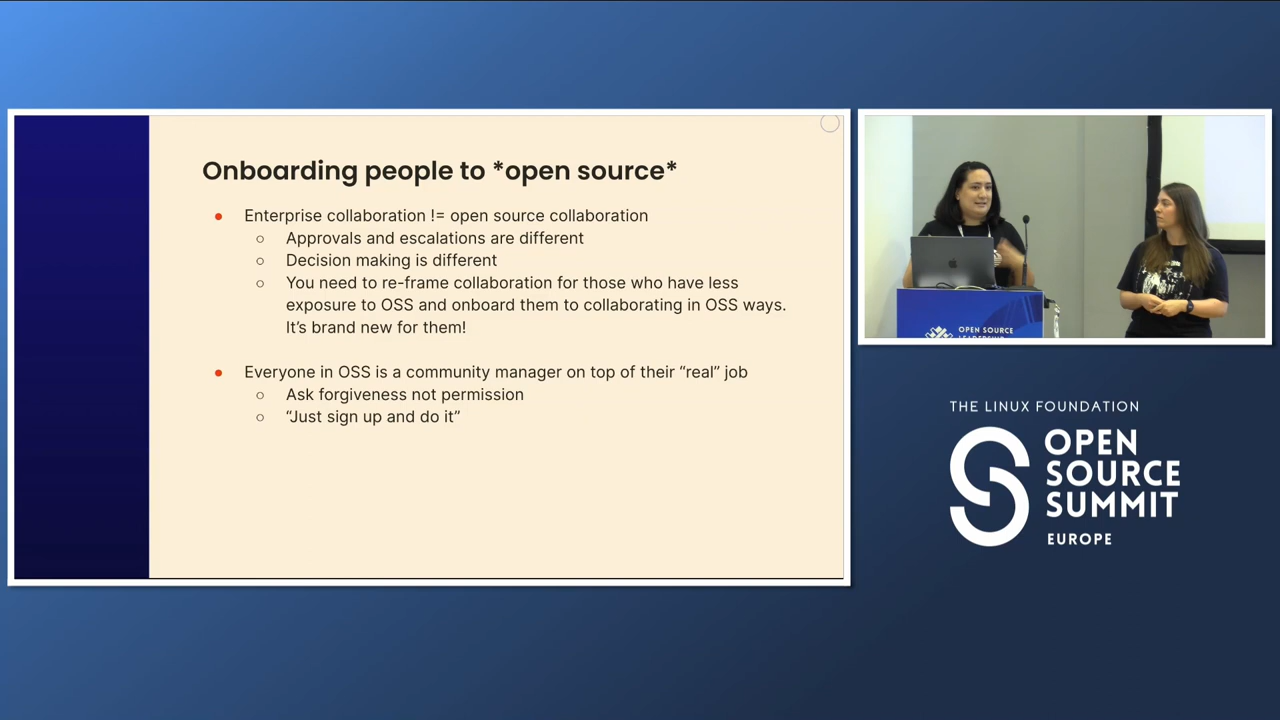 Onboarding people to *open source*
● Enterprise collaboration != open source collaboration
○ Approvals and escalations are different
○ Decision making is different
○ You need to re-frame collaboration for those who have less
exposure to OSS and onboard them to collaborating in OSS ways.
It’s brand new for them!
● Everyone in OSS is a community manager on top of their “real” job
○ Ask forgiveness not permission
○ “Just sign up and do it”
OPEN SOURCE
LEADERSHIP
THE LINUX FOUNDATION
OPEN
SOURCE
SUMMIT
EUROPE